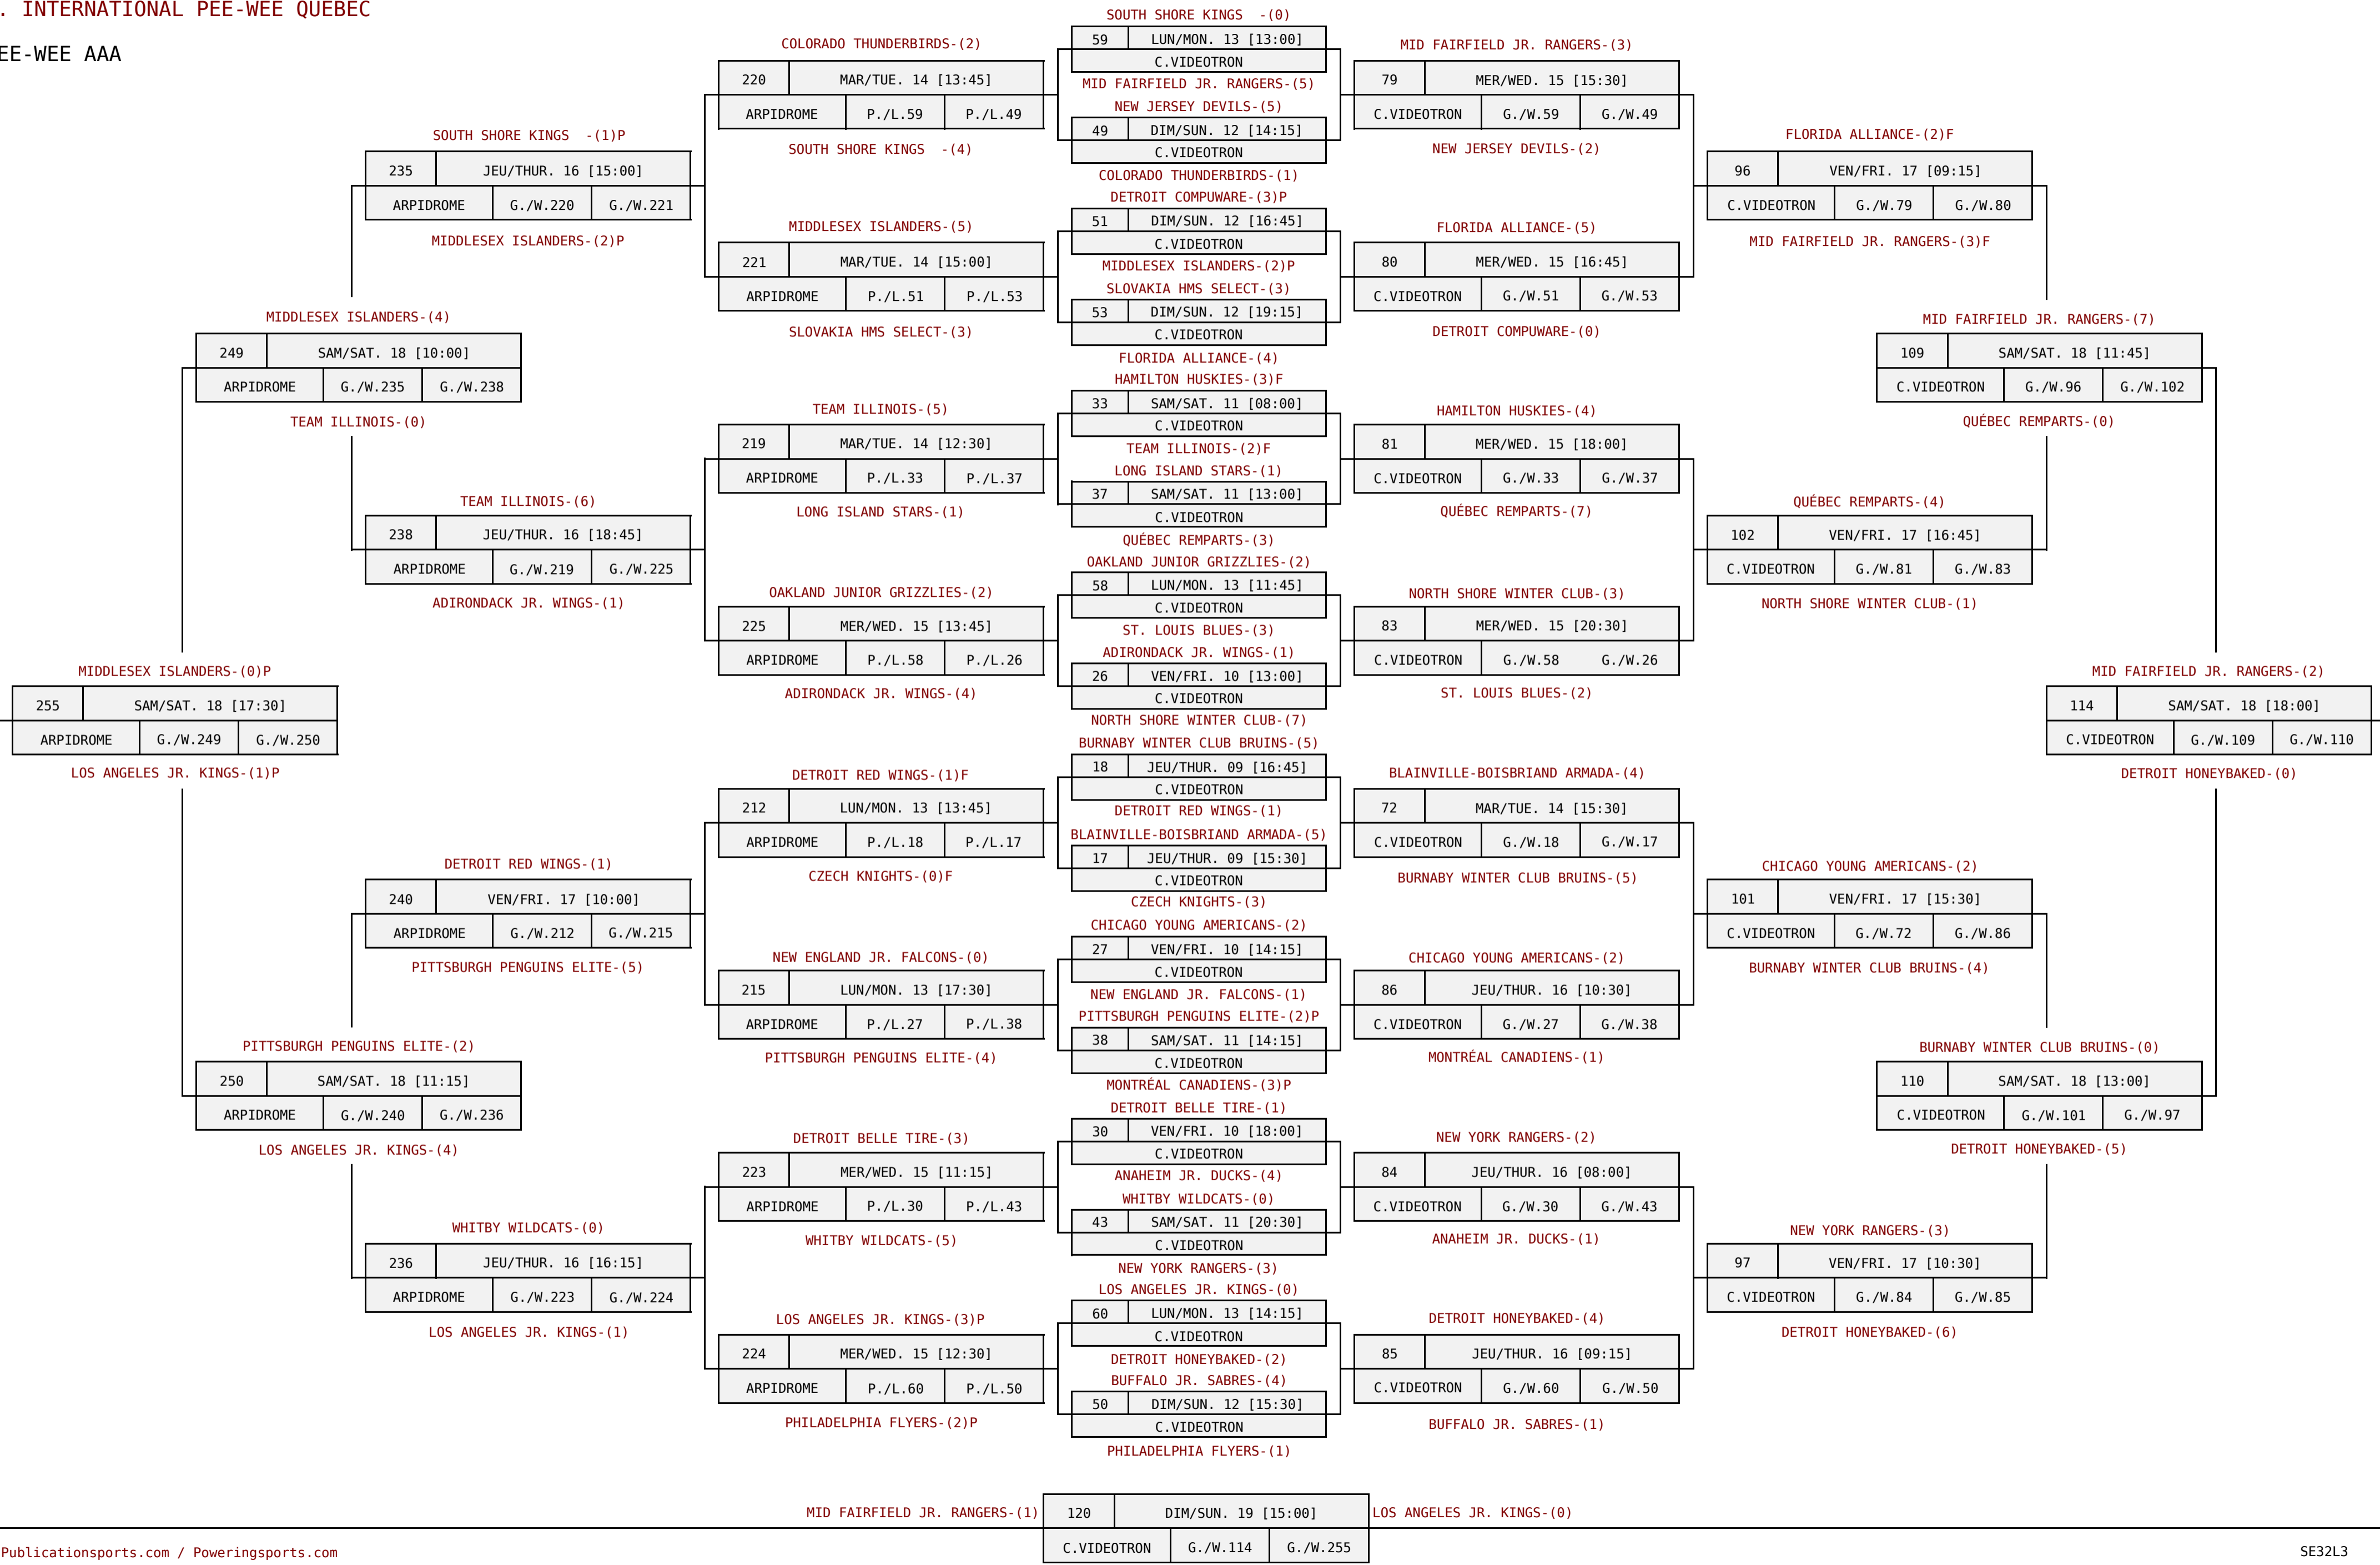 . INTERNATIONAL PEE-WEE QUÉBEC
EE-WEE AAA
SOUTH SHORE KINGS -(1)P
235 JEU/THUR. 16 [15:00]
ARPIDROME G./W.220 G./W.221
MIDDLESEX ISLANDERS-(2)P
MIDDLESEX ISLANDERS-(4)
249 SAM/SAT. 18 [10:00]
ARPIDROME G./W.235 G./W.238
TEAM ILLINOIS-(0)
TEAM ILLINOIS-(6)
238 JEU/THUR. 16 [18:45]
ARPIDROME G./W.219 G./W.225
ADIRONDACK JR. WINGS-(1)
MIDDLESEX ISLANDERS-(0)P
255 SAM/SAT. 18 [17:30]
ARPIDROME G./W.249 G./W.250
LOS ANGELES JR. KINGS-(1)P
DETROIT RED WINGS-(1)
240 VEN/FRI. 17 [10:00]
ARPIDROME G./W.212 G./W.215
PITTSBURGH PENGUINS ELITE-(5)
PITTSBURGH PENGUINS ELITE-(2)
250 SAM/SAT. 18 [11:15]
ARPIDROME G./W.240 G./W.236
LOS ANGELES JR. KINGS-(4)
WHITBY WILDCATS-(0)
236 JEU/THUR. 16 [16:15]
ARPIDROME G./W.223 G./W.224
LOS ANGELES JR. KINGS-(1)
COLORADO THUNDERBIRDS-(2)
220 MAR/TUE. 14 [13:45]
ARPIDROME P./L.59 P./L.49
SOUTH SHORE KINGS -(4)
MIDDLESEX ISLANDERS-(5)
221 MAR/TUE. 14 [15:00]
ARPIDROME P./L.51 P./L.53
SLOVAKIA HMS SELECT-(3)
TEAM ILLINOIS-(5)
219 MAR/TUE. 14 [12:30]
ARPIDROME P./L.33 P./L.37
LONG ISLAND STARS-(1)
OAKLAND JUNIOR GRIZZLIES-(2)
225 MER/WED. 15 [13:45]
ARPIDROME P./L.58 P./L.26
ADIRONDACK JR. WINGS-(4)
DETROIT RED WINGS-(1)F
212 LUN/MON. 13 [13:45]
ARPIDROME P./L.18 P./L.17
CZECH KNIGHTS-(0)F
NEW ENGLAND JR. FALCONS-(0)
215 LUN/MON. 13 [17:30]
ARPIDROME P./L.27 P./L.38
PITTSBURGH PENGUINS ELITE-(4)
DETROIT BELLE TIRE-(3)
223 MER/WED. 15 [11:15]
ARPIDROME P./L.30 P./L.43
WHITBY WILDCATS-(5)
LOS ANGELES JR. KINGS-(3)P
224 MER/WED. 15 [12:30]
ARPIDROME P./L.60 P./L.50
PHILADELPHIA FLYERS-(2)P
SOUTH SHORE KINGS -(0)
59 LUN/MON. 13 [13:00]
C.VIDEOTRON
MID FAIRFIELD JR. RANGERS-(5)
NEW JERSEY DEVILS-(5)
49 DIM/SUN. 12 [14:15]
C.VIDEOTRON
COLORADO THUNDERBIRDS-(1)
DETROIT COMPUWARE-(3)P
51 DIM/SUN. 12 [16:45]
C.VIDEOTRON
MIDDLESEX ISLANDERS-(2)P
SLOVAKIA HMS SELECT-(3)
53 DIM/SUN. 12 [19:15]
C.VIDEOTRON
FLORIDA ALLIANCE-(4)
HAMILTON HUSKIES-(3)F
33 SAM/SAT. 11 [08:00]
C.VIDEOTRON
TEAM ILLINOIS-(2)F
LONG ISLAND STARS-(1)
37 SAM/SAT. 11 [13:00]
C.VIDEOTRON
QUÉBEC REMPARTS-(3)
OAKLAND JUNIOR GRIZZLIES-(2)
58 LUN/MON. 13 [11:45]
C.VIDEOTRON
ST. LOUIS BLUES-(3)
ADIRONDACK JR. WINGS-(1)
26 VEN/FRI. 10 [13:00]
C.VIDEOTRON
NORTH SHORE WINTER CLUB-(7)
BURNABY WINTER CLUB BRUINS-(5)
18 JEU/THUR. 09 [16:45]
C.VIDEOTRON
DETROIT RED WINGS-(1)
BLAINVILLE-BOISBRIAND ARMADA-(5)
17 JEU/THUR. 09 [15:30]
C.VIDEOTRON
CZECH KNIGHTS-(3)
CHICAGO YOUNG AMERICANS-(2)
27 VEN/FRI. 10 [14:15]
C.VIDEOTRON
NEW ENGLAND JR. FALCONS-(1)
PITTSBURGH PENGUINS ELITE-(2)P
38 SAM/SAT. 11 [14:15]
C.VIDEOTRON
MONTRÉAL CANADIENS-(3)P
DETROIT BELLE TIRE-(1)
30 VEN/FRI. 10 [18:00]
C.VIDEOTRON
ANAHEIM JR. DUCKS-(4)
WHITBY WILDCATS-(0)
43 SAM/SAT. 11 [20:30]
C.VIDEOTRON
NEW YORK RANGERS-(3)
LOS ANGELES JR. KINGS-(0)
60 LUN/MON. 13 [14:15]
C.VIDEOTRON
DETROIT HONEYBAKED-(2)
BUFFALO JR. SABRES-(4)
50 DIM/SUN. 12 [15:30]
C.VIDEOTRON
PHILADELPHIA FLYERS-(1)
MID FAIRFIELD JR. RANGERS-(3)
79 MER/WED. 15 [15:30]
C.VIDEOTRON G./W.59 G./W.49
NEW JERSEY DEVILS-(2)
FLORIDA ALLIANCE-(5)
80 MER/WED. 15 [16:45]
C.VIDEOTRON G./W.51 G./W.53
DETROIT COMPUWARE-(0)
HAMILTON HUSKIES-(4)
81 MER/WED. 15 [18:00]
C.VIDEOTRON G./W.33 G./W.37
QUÉBEC REMPARTS-(7)
NORTH SHORE WINTER CLUB-(3)
83 MER/WED. 15 [20:30]
C.VIDEOTRON G./W.58 G./W.26
ST. LOUIS BLUES-(2)
BLAINVILLE-BOISBRIAND ARMADA-(4)
72 MAR/TUE. 14 [15:30]
C.VIDEOTRON G./W.18 G./W.17
BURNABY WINTER CLUB BRUINS-(5)
CHICAGO YOUNG AMERICANS-(2)
86 JEU/THUR. 16 [10:30]
C.VIDEOTRON G./W.27 G./W.38
MONTRÉAL CANADIENS-(1)
NEW YORK RANGERS-(2)
84 JEU/THUR. 16 [08:00]
C.VIDEOTRON G./W.30 G./W.43
ANAHEIM JR. DUCKS-(1)
DETROIT HONEYBAKED-(4)
85 JEU/THUR. 16 [09:15]
C.VIDEOTRON G./W.60 G./W.50
BUFFALO JR. SABRES-(1)
FLORIDA ALLIANCE-(2)F
96 VEN/FRI. 17 [09:15]
C.VIDEOTRON G./W.79 G./W.80
MID FAIRFIELD JR. RANGERS-(3)F
MID FAIRFIELD JR. RANGERS-(7)
109 SAM/SAT. 18 [11:45]
C.VIDEOTRON G./W.96 G./W.102
QUÉBEC REMPARTS-(0)
QUÉBEC REMPARTS-(4)
102 VEN/FRI. 17 [16:45]
C.VIDEOTRON G./W.81 G./W.83
NORTH SHORE WINTER CLUB-(1)
MID FAIRFIELD JR. RANGERS-(2)
114 SAM/SAT. 18 [18:00]
C.VIDEOTRON G./W.109 G./W.110
DETROIT HONEYBAKED-(0)
CHICAGO YOUNG AMERICANS-(2)
101 VEN/FRI. 17 [15:30]
C.VIDEOTRON G./W.72 G./W.86
BURNABY WINTER CLUB BRUINS-(4)
BURNABY WINTER CLUB BRUINS-(0)
110 SAM/SAT. 18 [13:00]
C.VIDEOTRON G./W.101 G./W.97
DETROIT HONEYBAKED-(5)
NEW YORK RANGERS-(3)
97 VEN/FRI. 17 [10:30]
C.VIDEOTRON G./W.84 G./W.85
DETROIT HONEYBAKED-(6)
MID FAIRFIELD JR. RANGERS-(1) 120 DIM/SUN. 19 [15:00] LOS ANGELES JR. KINGS-(0)
C.VIDEOTRON G./W.114 G./W.255
Publicationsports.com / Poweringsports.com
SE32L3